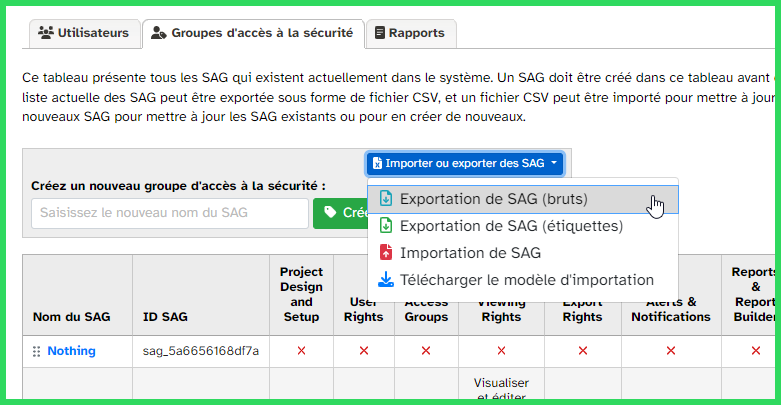 Utilisateurs
Groupes d'accès à la sécurité
Rapports
Ce tableau présente tous les SAG qui existent actuellement dans le système. Un SAG doit être créé dans ce tableau avant
liste actuelle des SAG peut être exportée sous forme de fichier CSV, et un fichier CSV peut être importé pour mettre à jour
nouveaux SAG pour mettre à jour les SAG existants ou pour en créer de nouveaux.
Importer ou exporter des SAG
Créez un nouveau groupe d'accès à la sécurité :
Saisissez le nouveau nom du SAG
Crée
Exportation de SAG (bruts)
Exportation de SAG (étiquettes)
Importation de SAG
Télécharger le modèle d'importation
Nom du SAG
ID SAG
Project
Design
and
Setup
User
Rights
Access
Groups
Viewing
Rights
Export
Rights
Alerts &
Notifications
Reports
&
Report
Builder
Nothing
sag_5a6656168df7a
Visualiser
et éditer